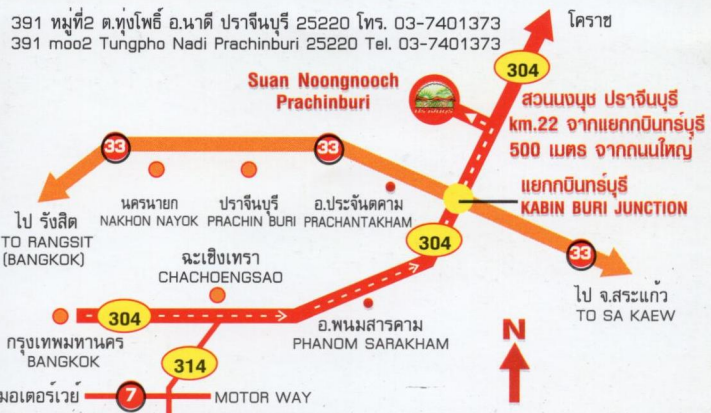 391 หมู่ที่2 ต.ทุ่งโพธิ์ อ.นาดี ปราจีนบุรี 25220 โทร. 03-7401373
391 moo2 Tungpho Nadi Prachinburi 25220 Tel. 03-7401373
โคราช
304
Suan Noongnooch
Prachinburi
สวนนงนุช ปราจีนบุรี
km.22 จากแยกกบินทร์บุรี
500 เมตร จากถนนใหญ่
33
33
นครนายก
NAKHON NAYOK
ปราจีนบุรี
PRACHIN BURI
อ.ประจันตคาม
PRACHANTAKHAM
แยกกบินทร์บุรี
KABIN BURI JUNCTION
ไป รังสิต
TO RANGSIT
(BANGKOK)
304
33
ฉะเชิงเทรา
CHACHOENGSAO
ไป จ.สระแก้ว
TO SA KAEW
304
กรุงเทพมหานคร
BANGKOK
อ.พนมสารคาม
PHANOM SARAKHAM
N
314
มอเตอร์เวย์
7
MOTOR WAY